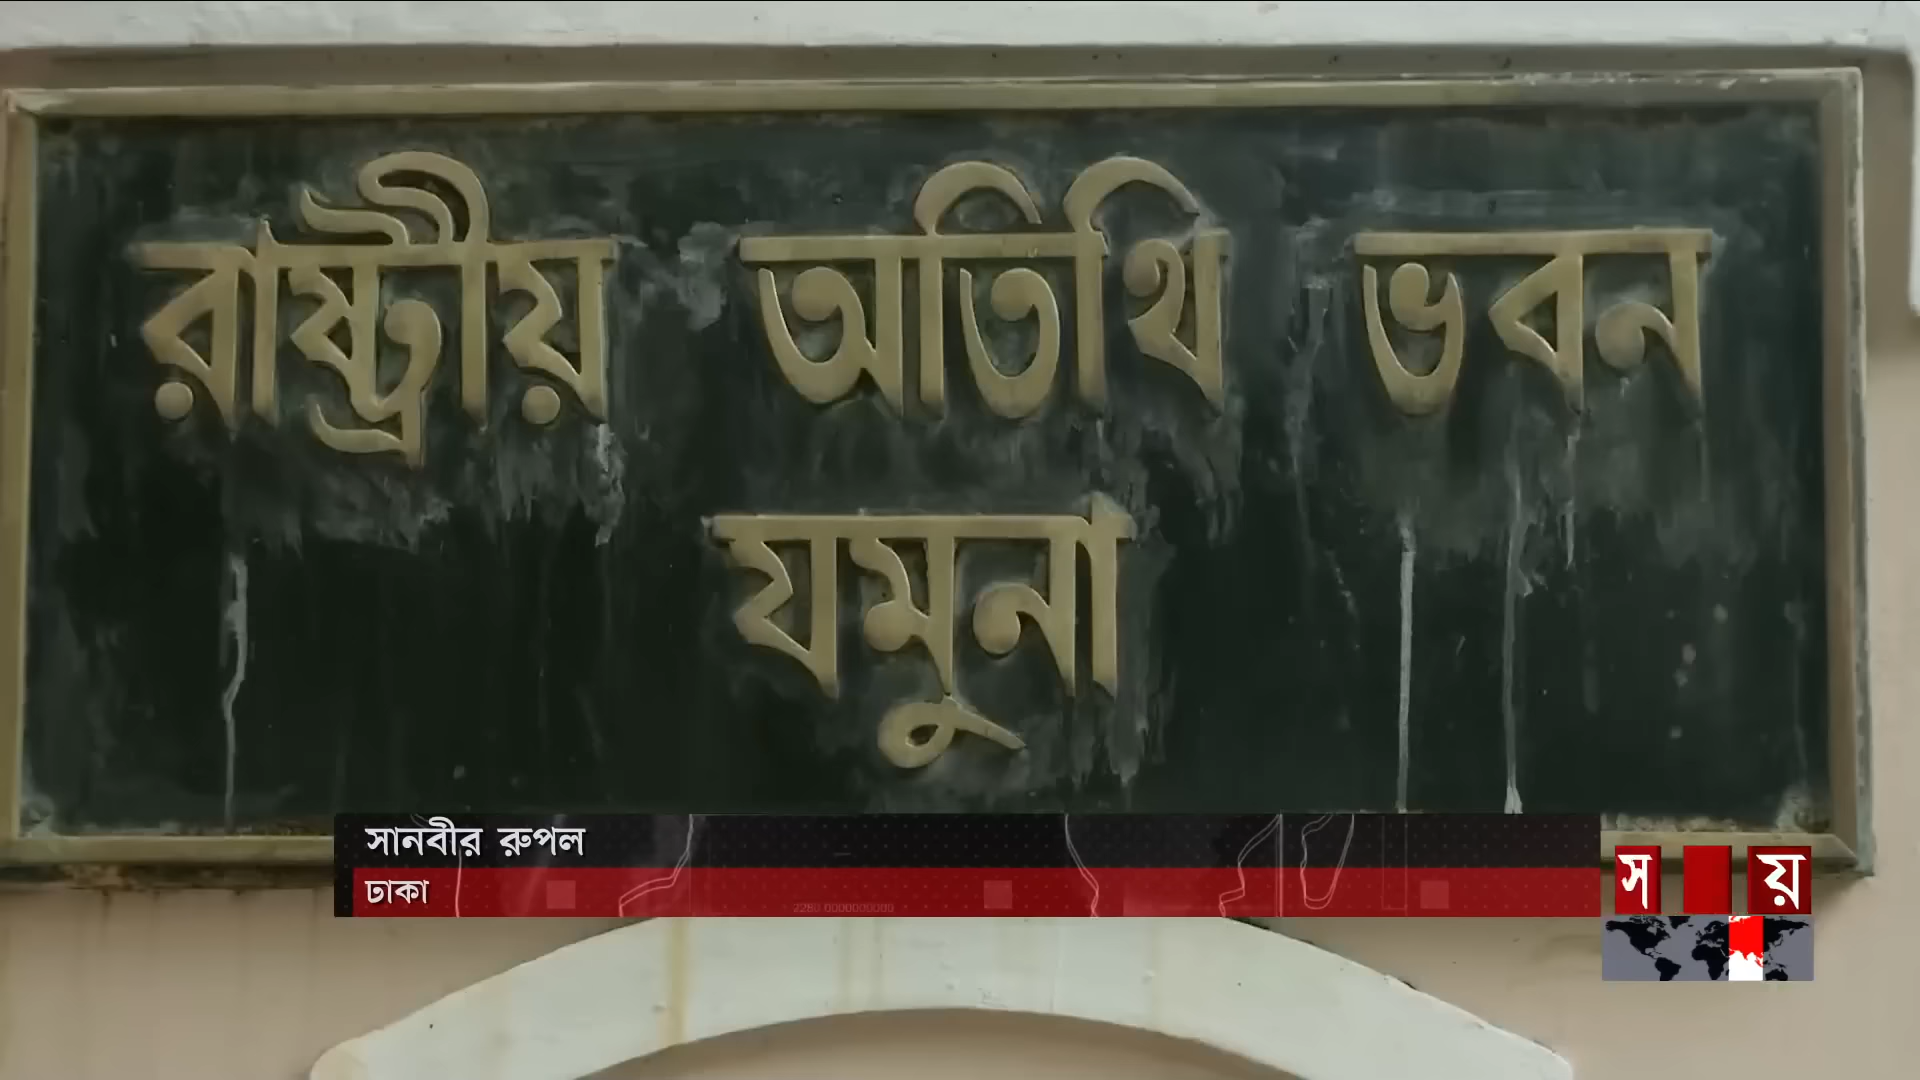 রাষ্ট্রীয় অতিথি ভবন
যমুনা
সানবীর রুপল
ঢাকা
স য়